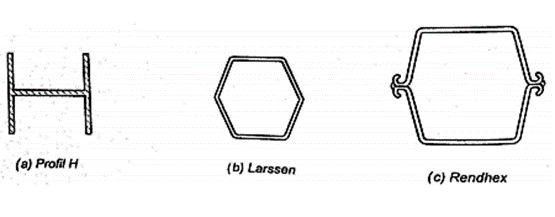 (a) Profil H
(b) Larssen
(c) Rendhex